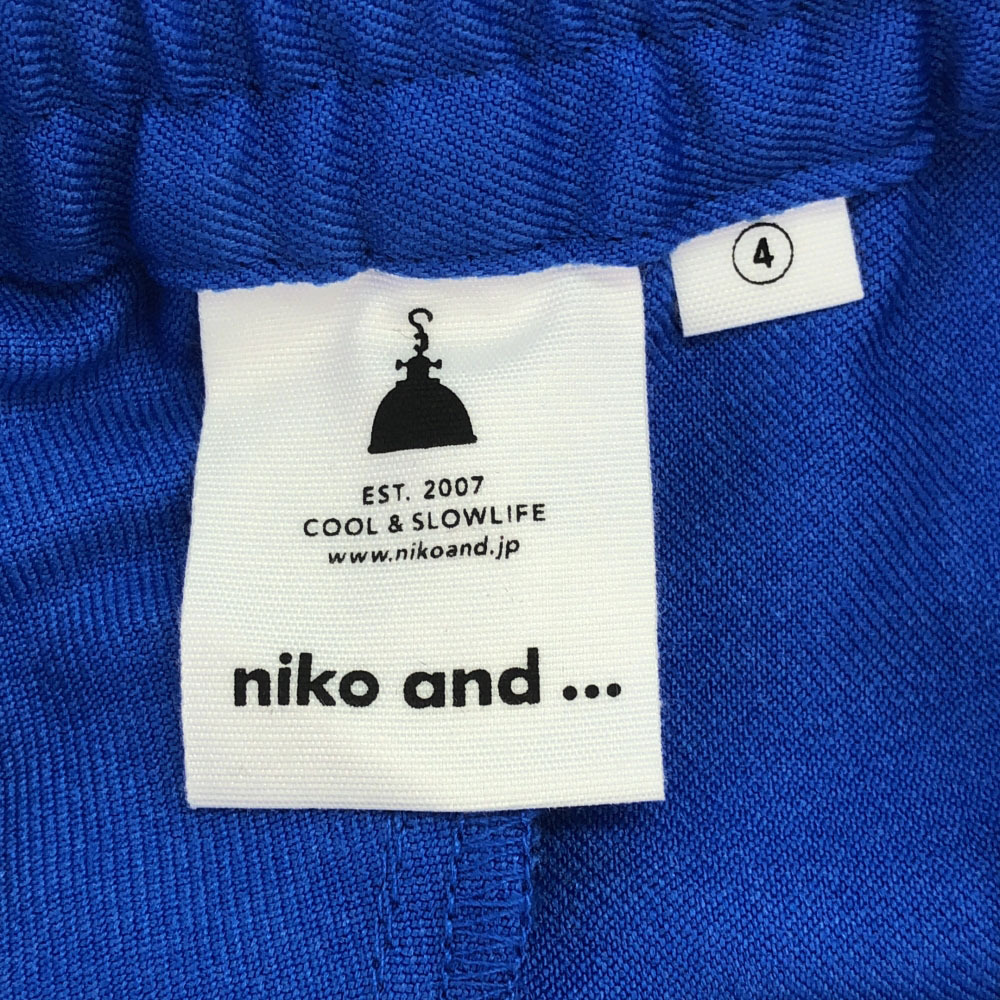 ④
EST. 2007
COOL & SLOWLIFE
www.nikoand.jp
niko and ...